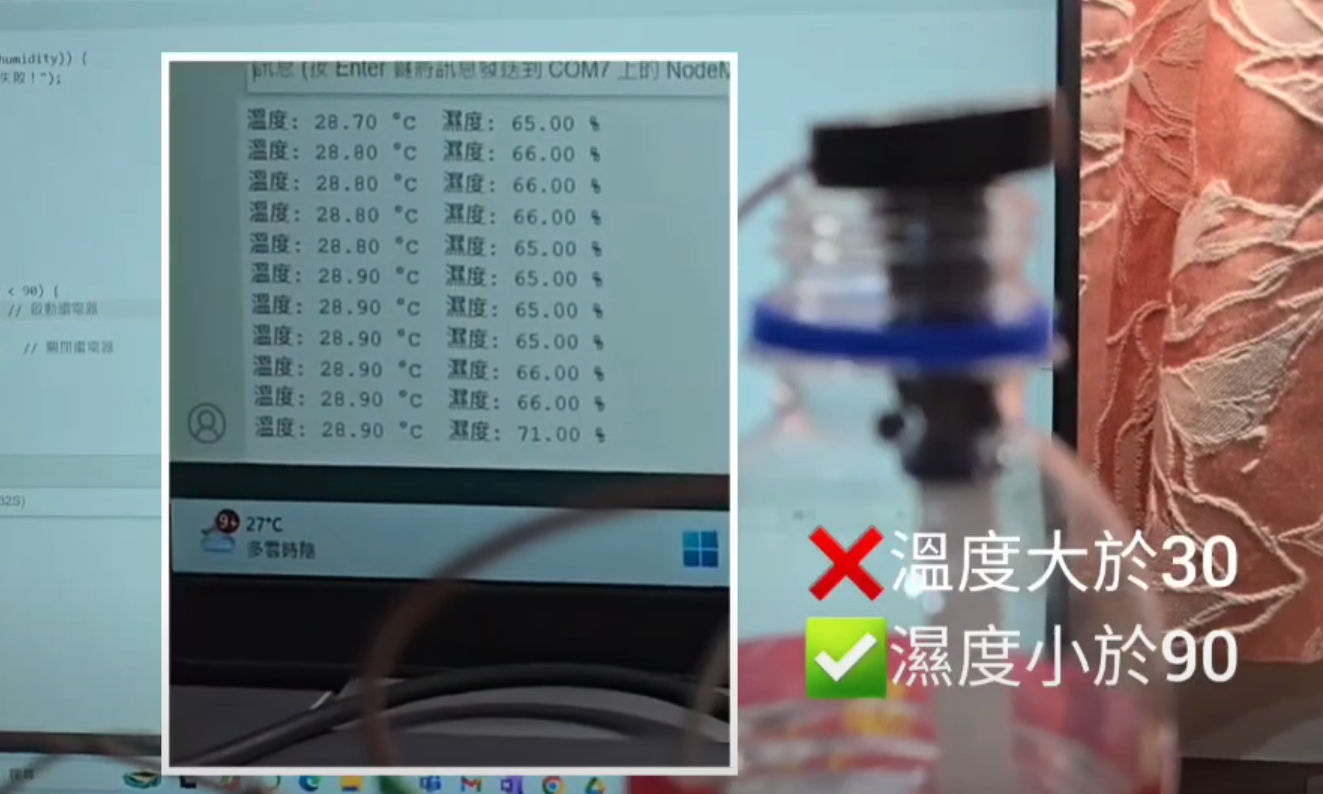 humidity)) {
失敗！");
< 90) {
// 啟動繼電器
// 關閉繼電器
32S)
訊息 (按 Enter 鍵將訊息發送到 COM7 上的 NodeM
溫度: 28.70 °C 濕度: 65.00 %
溫度: 28.80 °C 濕度: 66.00 %
溫度: 28.80 °C 濕度: 66.00 %
溫度: 28.80 °C 濕度: 66.00 %
溫度: 28.80 °C 濕度: 65.00 %
溫度: 28.90 °C 濕度: 65.00 %
溫度: 28.90 °C 濕度: 65.00 %
溫度: 28.90 °C 濕度: 65.00 %
溫度: 28.90 °C 濕度: 66.00 %
溫度: 28.90 °C 濕度: 66.00 %
溫度: 28.90 °C 濕度: 71.00 %
9+
27°C
多雲時陰
溫度大於30
濕度小於90
搜尋